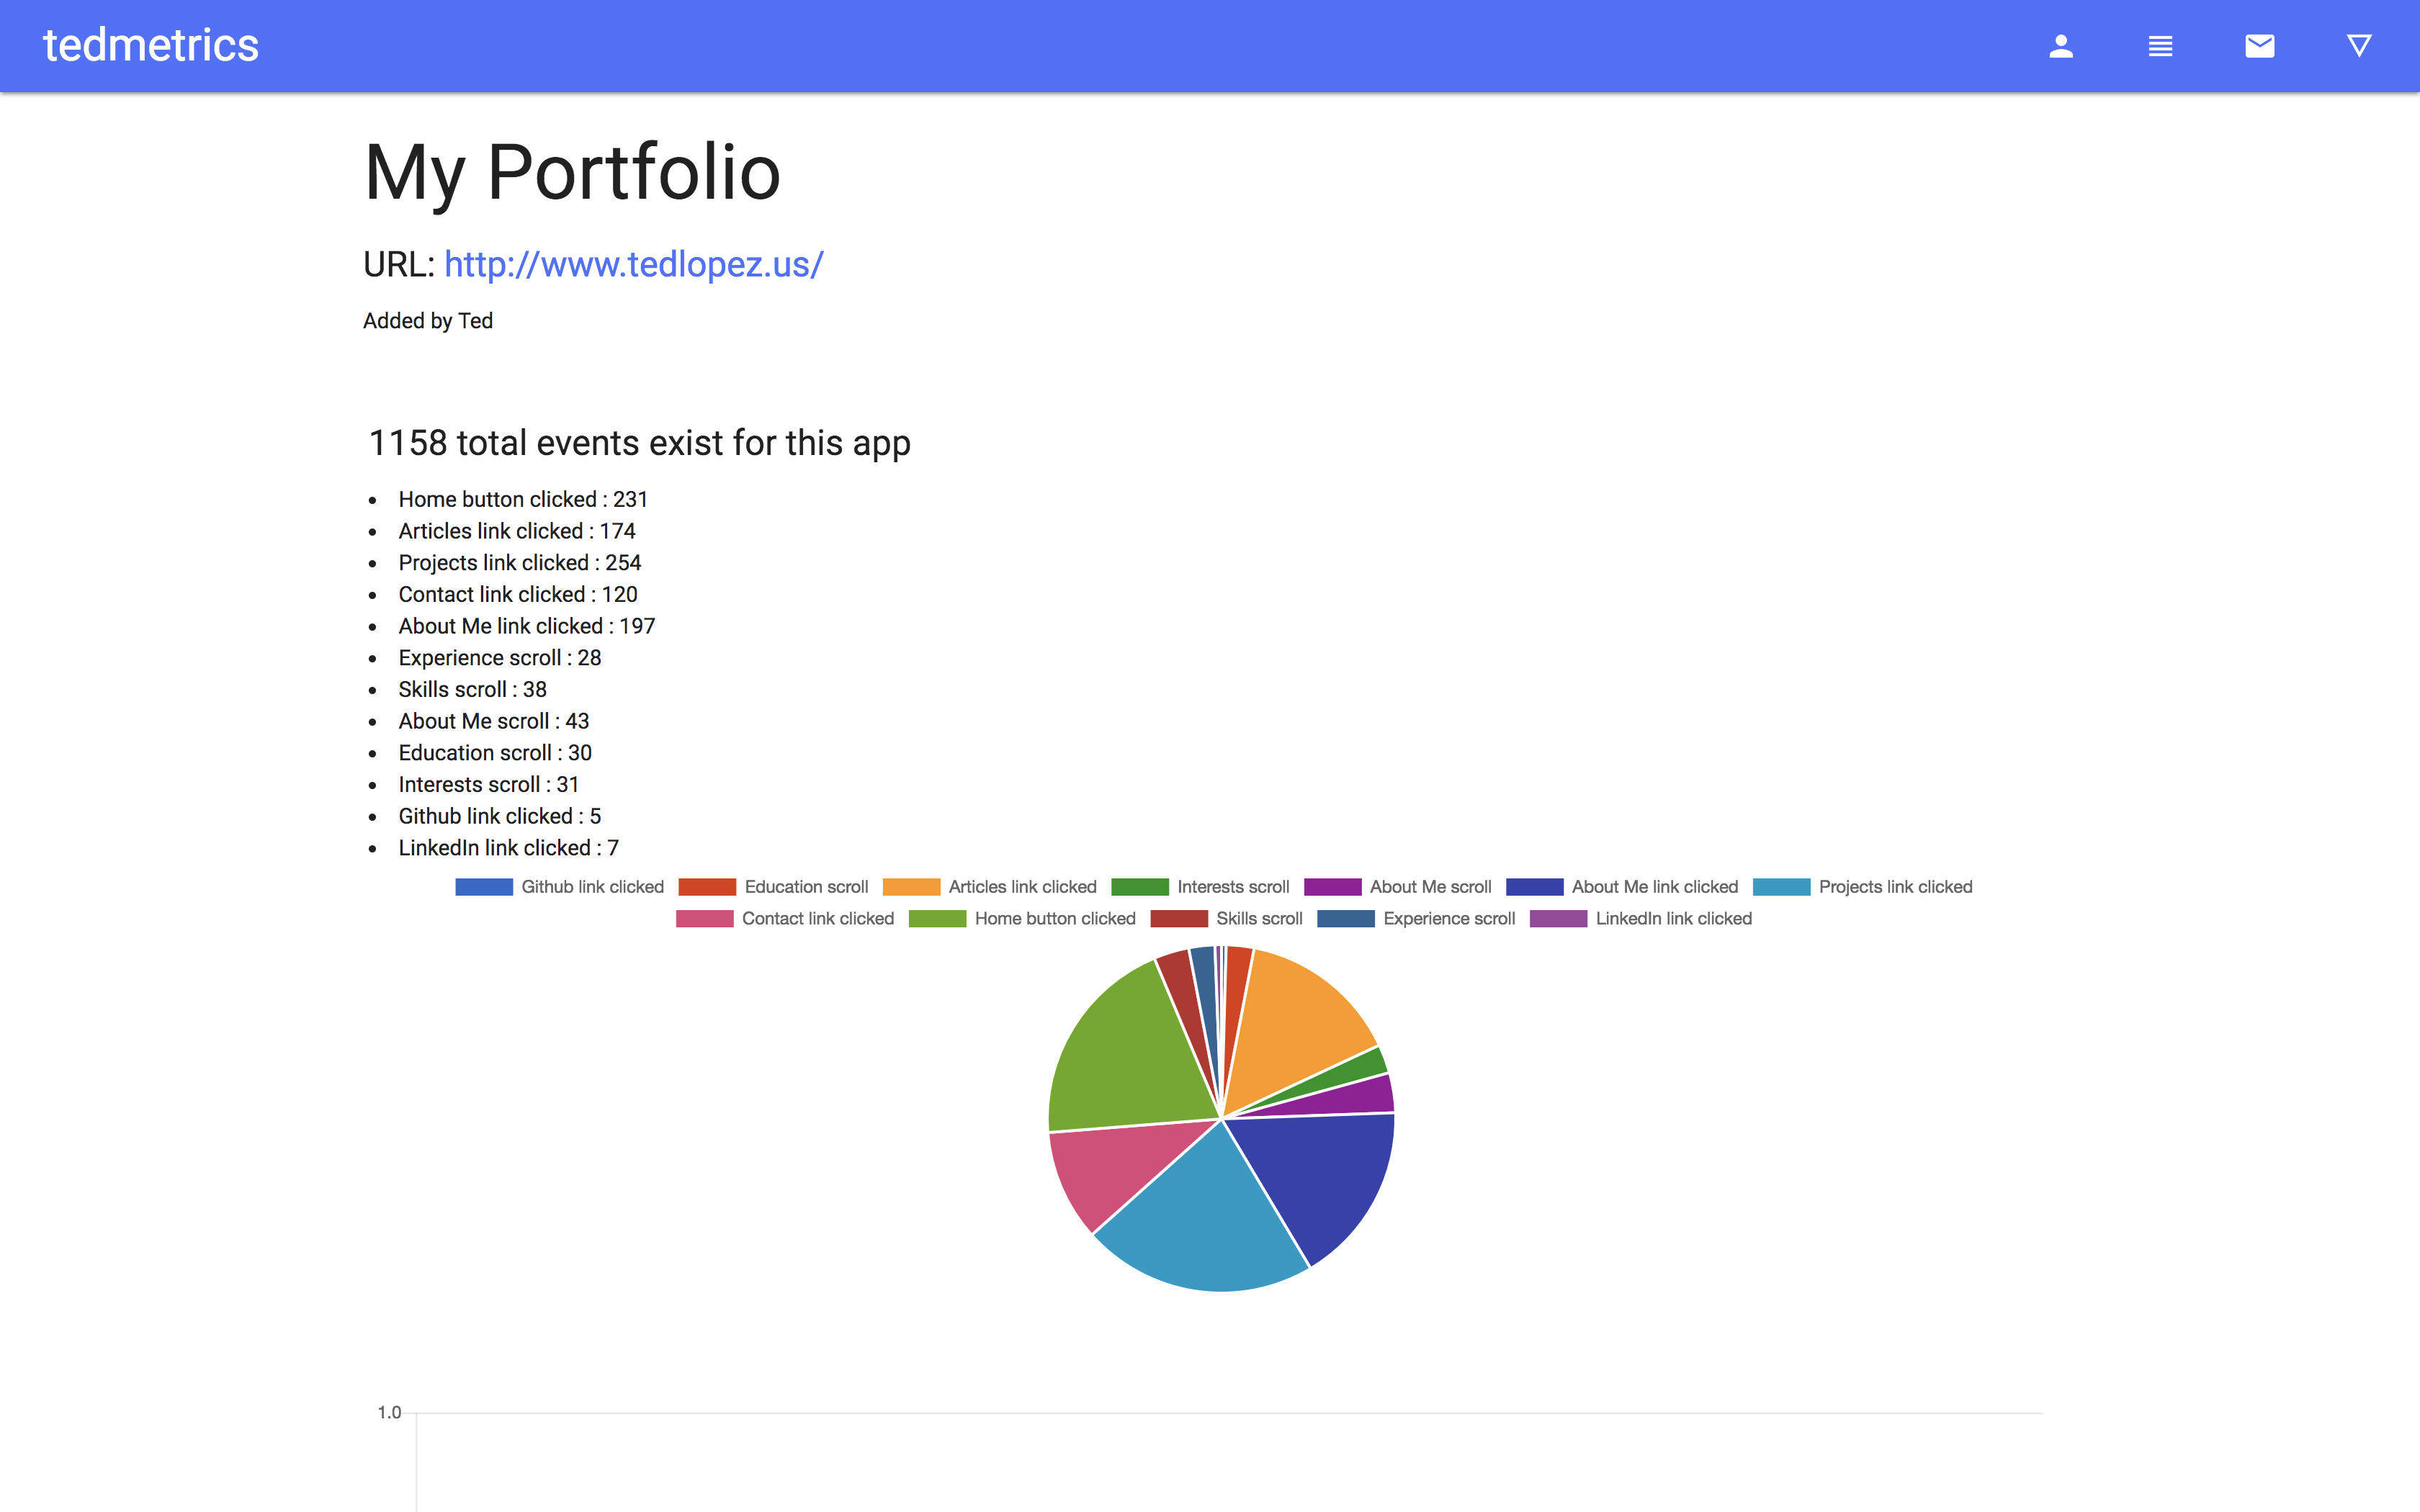 tedmetrics
My Portfolio
URL: http://www.tedlopez.us/
Added by Ted
1158 total events exist for this app
Home button clicked : 231
Articles link clicked : 174
Projects link clicked : 254
Contact link clicked : 120
About Me link clicked : 197
Experience scroll : 28
Skills scroll : 38
About Me scroll : 43
Education scroll : 30
Interests scroll : 31
Github link clicked : 5
LinkedIn link clicked : 7
Github link clicked Education scroll Articles link clicked Interests scroll About Me scroll About Me link clicked Projects link clicked
Contact link clicked Home button clicked Skills scroll Experience scroll LinkedIn link clicked
1.0